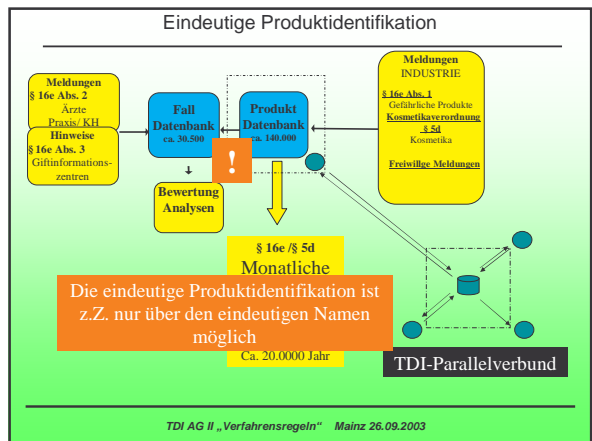 Eindeutige Produktidentifikation
Meldungen
§ 16e Abs. 2
Ärzte
Praxis/ KH
Hinweise
§ 16e Abs. 3
Giftinformations-
zentren
Fall
Datenbank
ca. 30.500
Produkt
Datenbank
ca. 140.000
!
Bewertung
Analysen
Meldungen
INDUSTRIE
§ 16e Abs. 1
Gefährliche Produkte
Kosmetikaverordnung
§ 5d
Kosmetika
Freiwillge Meldungen
§ 16e /§ 5d
Monatliche
Die eindeutige Produktidentifikation ist
z.Z. nur über den eindeutigen Namen
möglich
Ca. 20.0000 Jahr
TDI-Parallelverbund
TDI AG II „Verfahrensregeln“ Mainz 26.09.2003